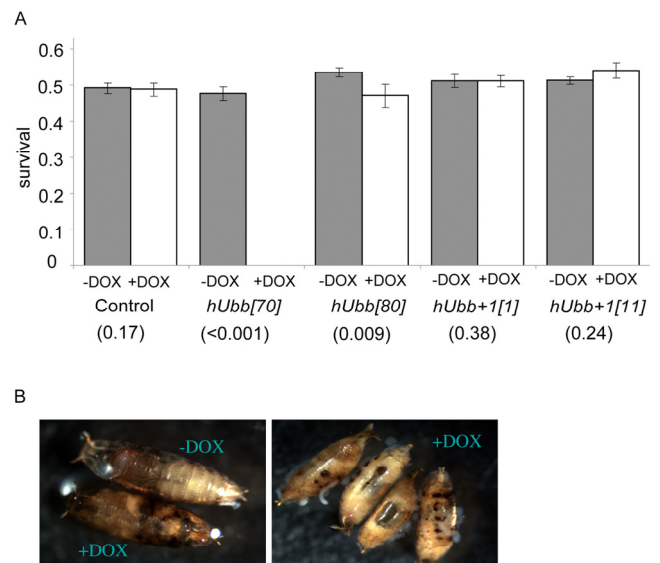 A
survival
0.6
0.5
0.4
0.3
0.2
0.1
0
-DOX +DOX -DOX +DOX -DOX +DOX -DOX +DOX -DOX +DOX
Control hUbb[70] hUbb[80] hUbb+1[1] hUbb+1[11]
(0.17) (<0.001) (0.009) (0.38) (0.24)
B
-DOX
+DOX
+DOX